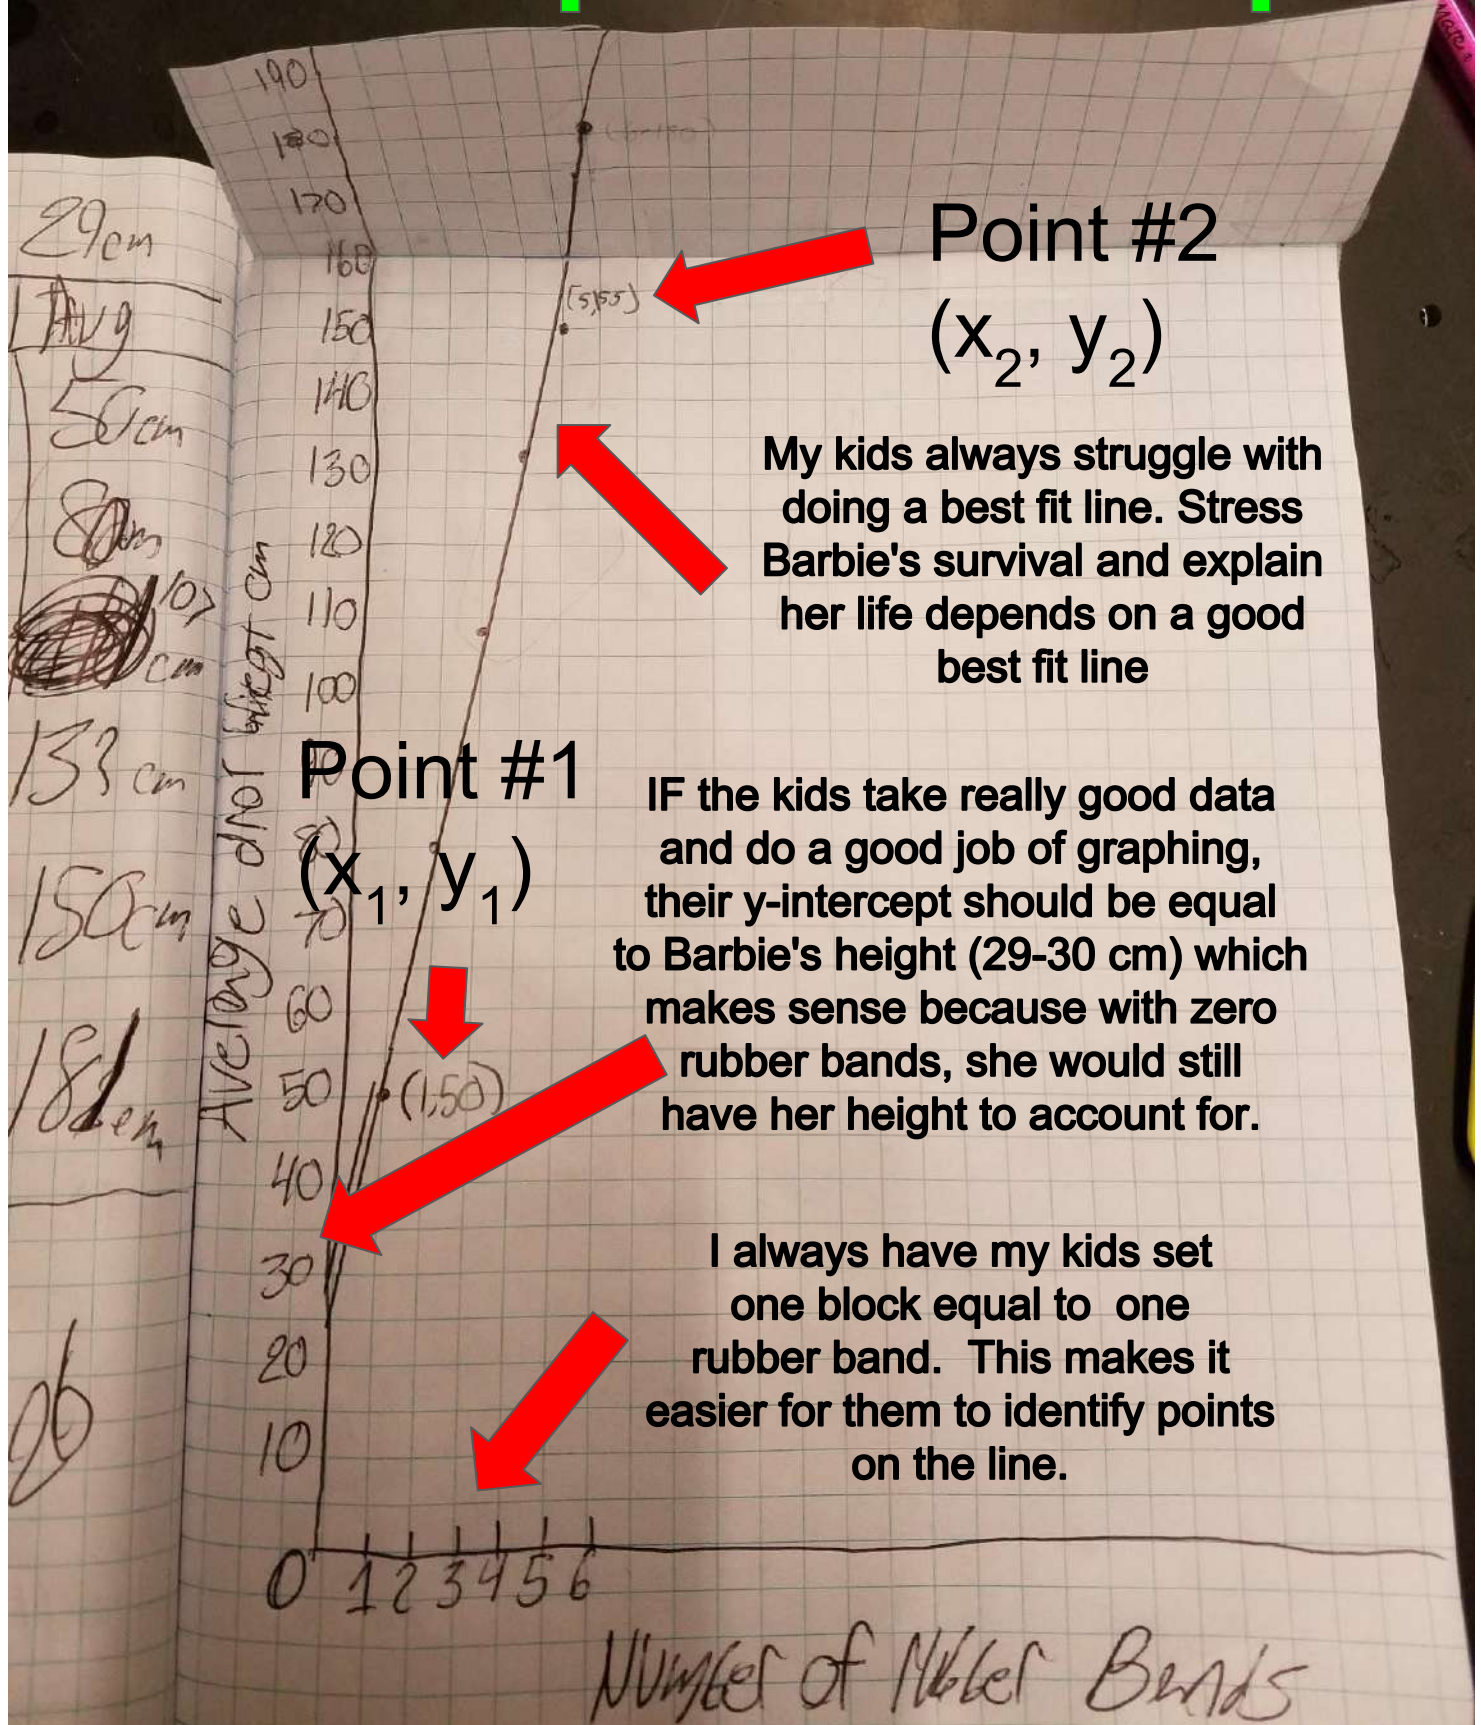 190
180
170
160
150
140
130
120
110
100
80
70
60
50
40
30
20
10
0 1 2 3 4 5 6
Number of
Average drot
cm
29cm
Avg
50cm
107
cm
133 cm
150cm
182cm
(1,50)
Point #2
(x2, y2)
My kids always struggle with
doing a best fit line. Stress
Barbie's survival and explain
her life depends on a good
best fit line
Point #1
(x1, y1)
IF the kids take really good data
and do a good job of graphing,
their y-intercept should be equal
to Barbie's height (29-30 cm) which
makes sense because with zero
rubber bands, she would still
have her height to account for.
I always have my kids set
one block equal to one
rubber band. This makes it
easier for them to identify points
on the line.